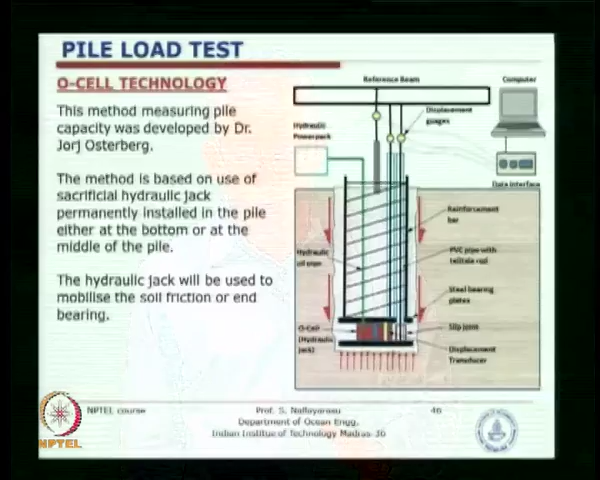 PILE LOAD TEST
O-CELL TECHNOLOGY
This method measuring pile
capacity was developed by Dr.
Jorj Osterberg.
The method is based on use of
sacrificial hydraulic jack
permanently installed in the pile
either at the bottom or at the
middle of the pile.
The hydraulic jack will be used to
mobilise the soil friction or end
bearing.
Reference Beam
Computer
Displacement
guages
Hydraulic
Powerpack
Data interface
Reinforcement
bar
PVC pipe with
telltale rod
Hydraulic
oil pipe
Steel bearing
plates
O-Cell
(Hydraulic
Jack)
Slip joint
Displacement
Transducer
NPTEL course
Prof. S. Nallayarasu
46
Department of Ocean Engg.
Indian Institue of Technology Madras-36
NPTEL